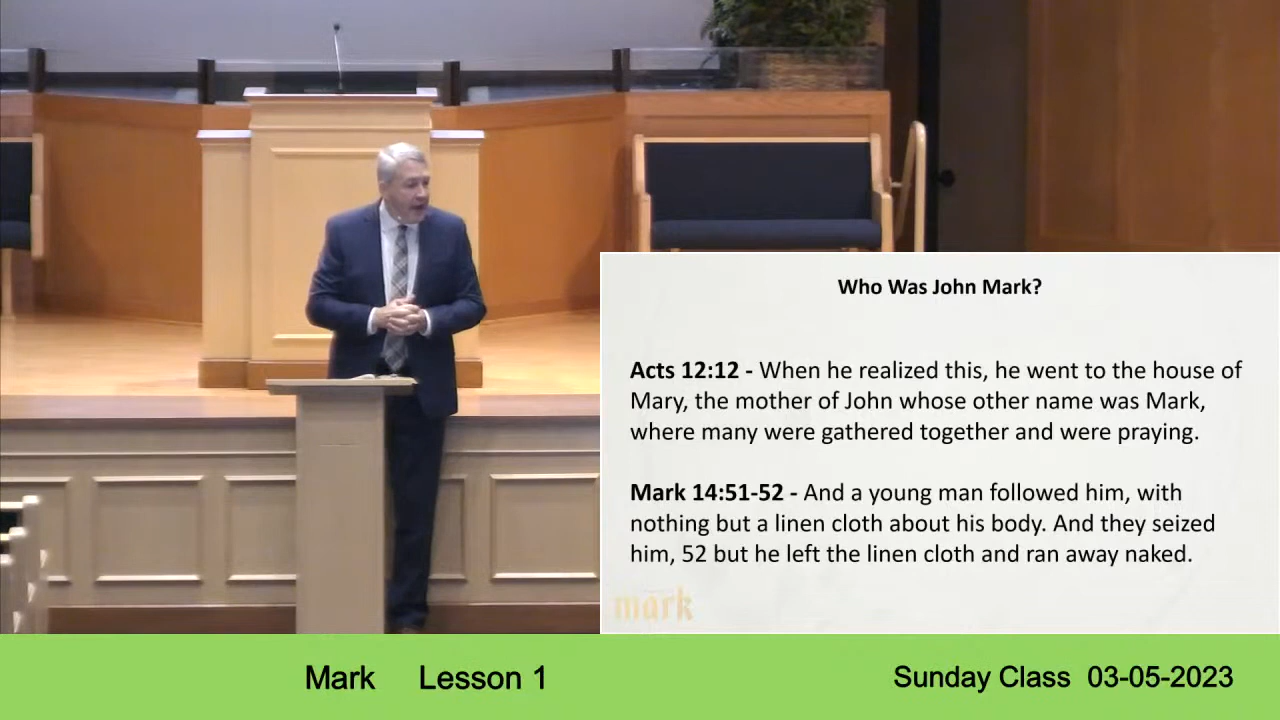 Who Was John Mark?
Acts 12:12 - When he realized this, he went to the house of
Mary, the mother of John whose other name was Mark,
where many were gathered together and were praying.
Mark 14:51-52 - And a young man followed him, with
nothing but a linen cloth about his body. And they seized
him, 52 but he left the linen cloth and ran away naked.
mark
Mark Lesson 1
Sunday Class 03-05-2023